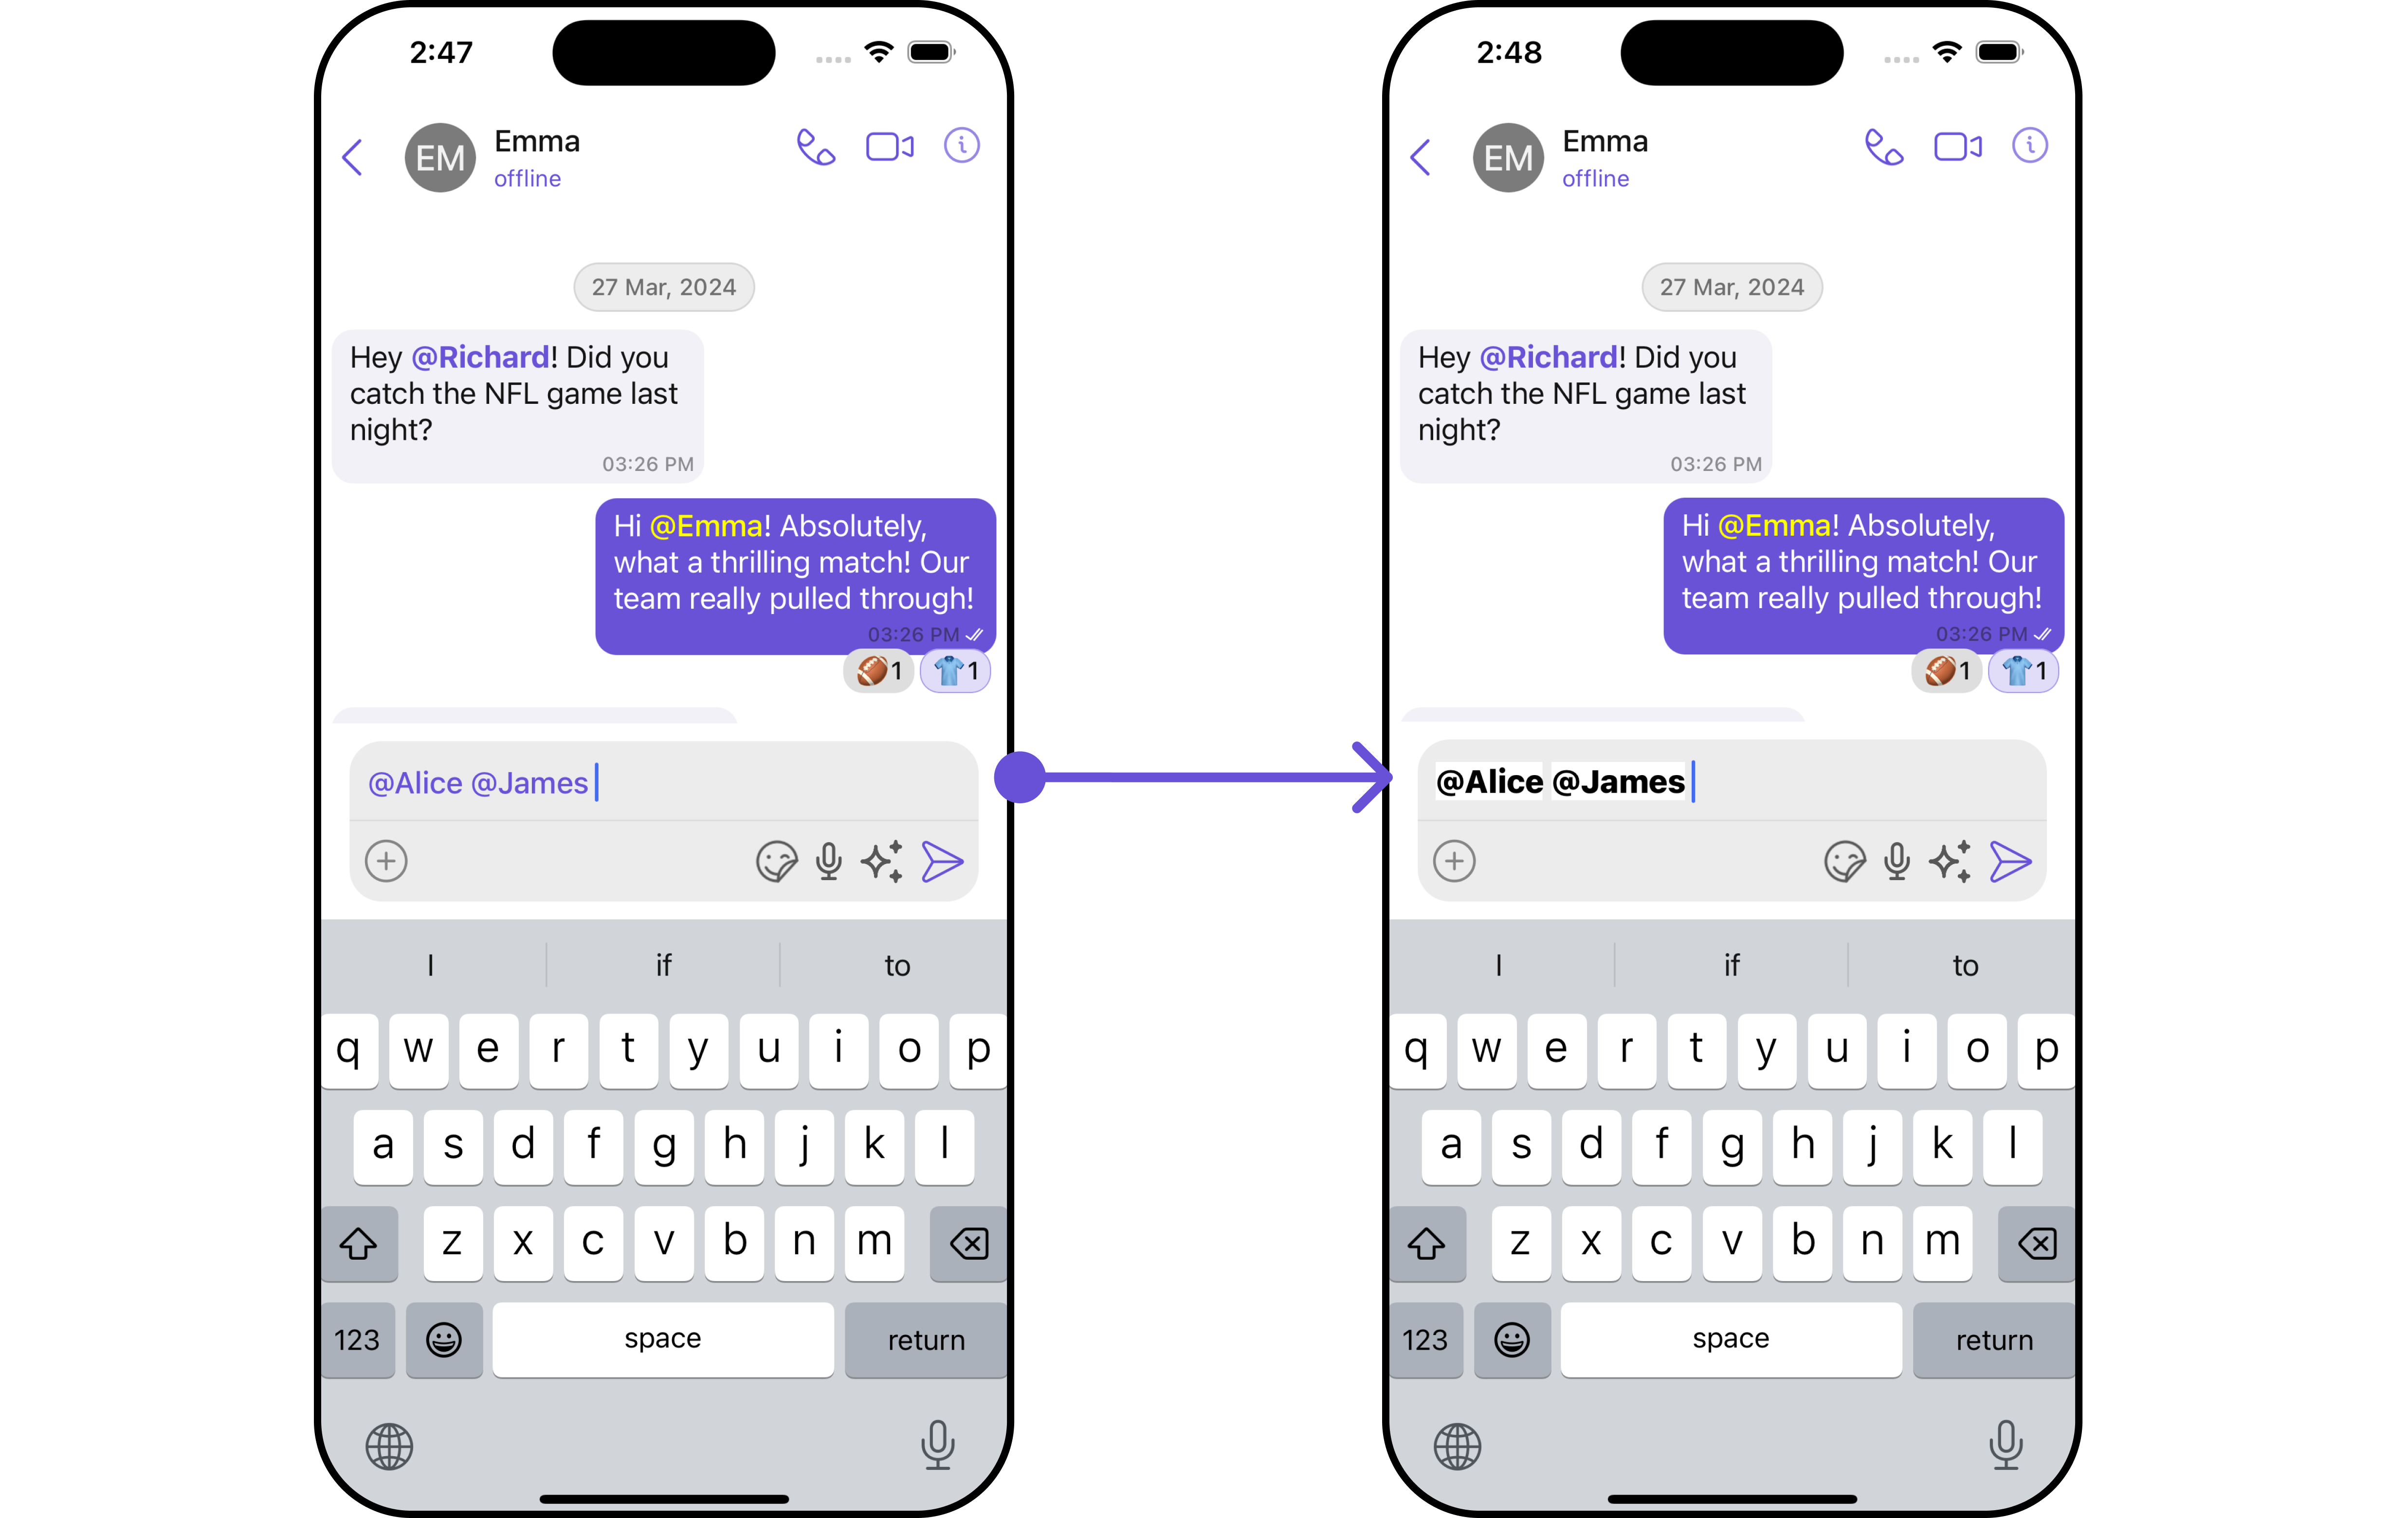 2:47
EM
Emma
offline
27 Mar, 2024
Hey @Richard! Did you
catch the NFL game last
night?
03:26 PM
Hi @Emma! Absolutely,
what a thrilling match! Our
team really pulled through!
03:26 PM
1
1
@Alice @James
I if to
q w e r t y u i o p
a s d f g h j k l
z x c v b n m
123 space return
2:48
EM
Emma
offline
27 Mar, 2024
Hey @Richard! Did you
catch the NFL game last
night?
03:26 PM
Hi @Emma! Absolutely,
what a thrilling match! Our
team really pulled through!
03:26 PM
1
1
@Alice @James
I if to
q w e r t y u i o p
a s d f g h j k l
z x c v b n m
123 space return